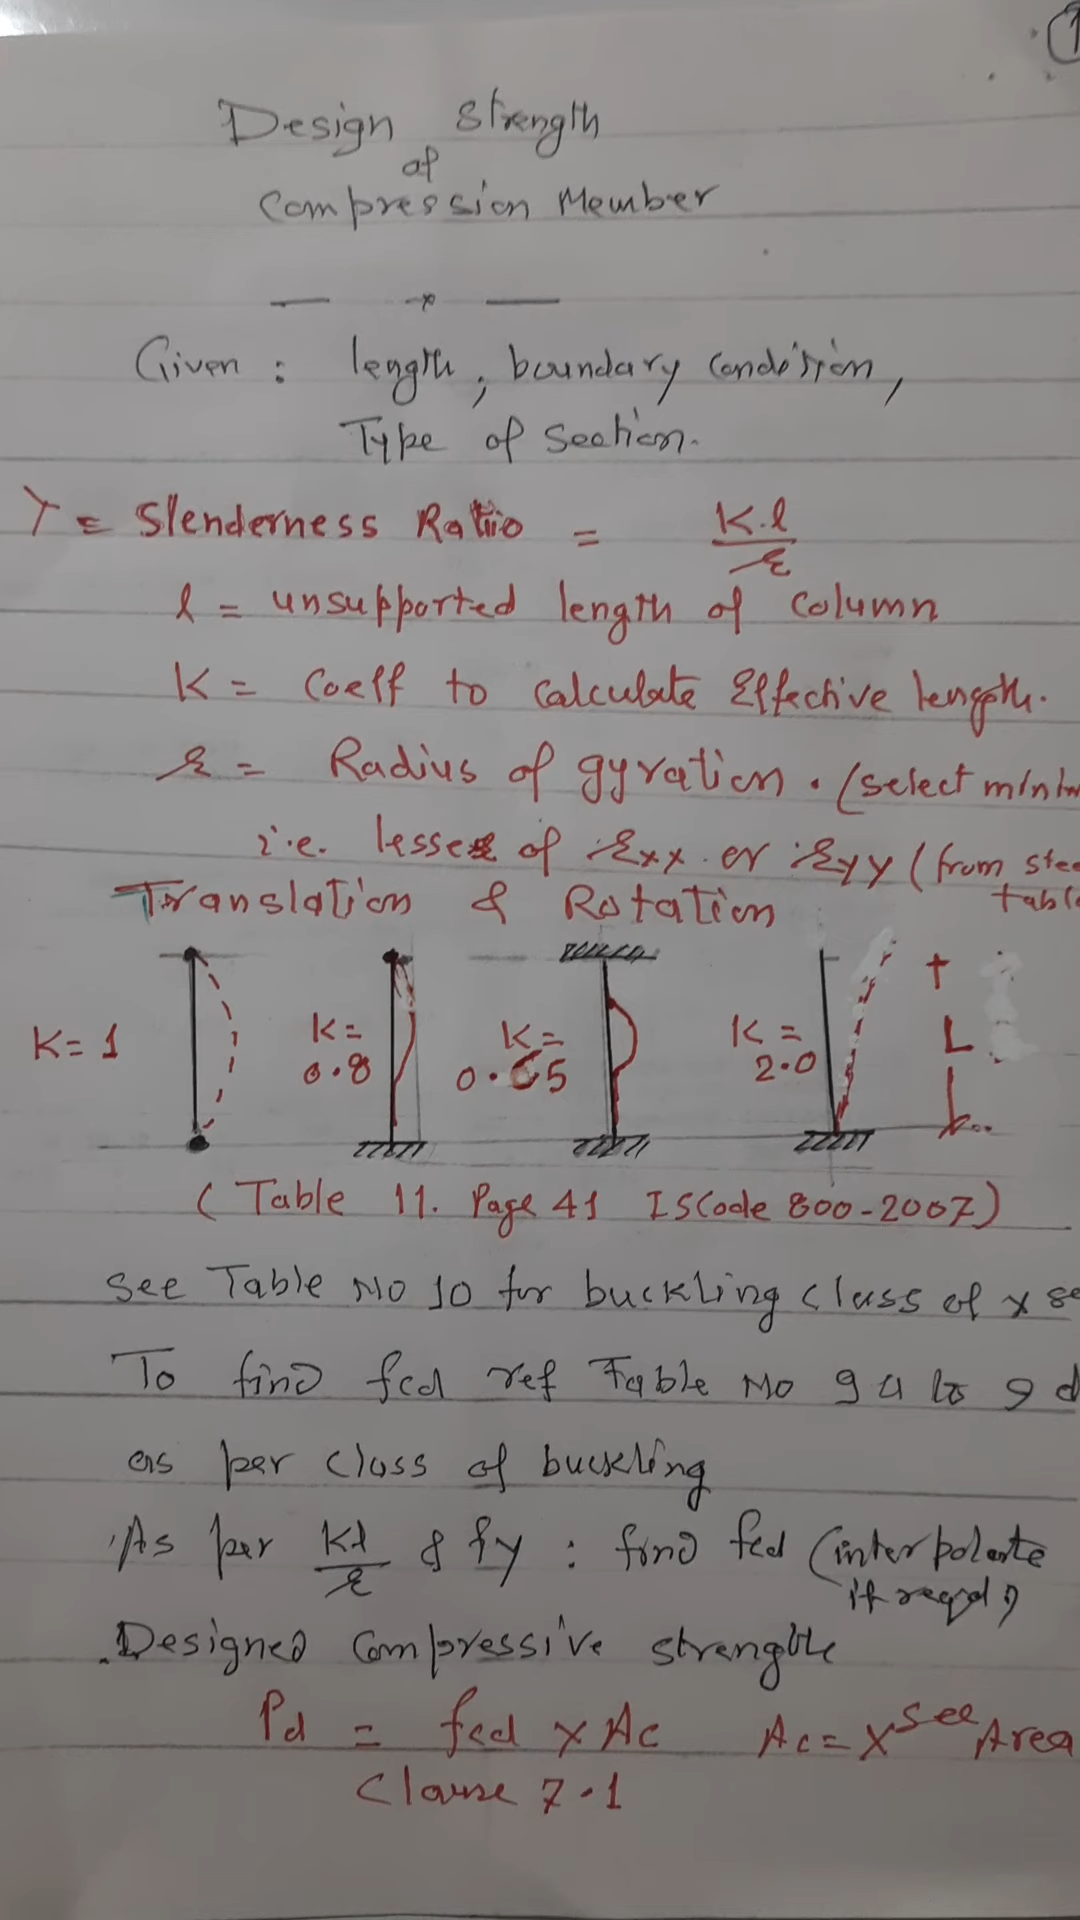 1
Design Strength
of
Compression Member
Given : length, boundary condition,
Type of Section.
λ = Slenderness Ratio = K.l/r
l = unsupported length of column
K = Coeff to calculate Effective length.
r = Radius of gyration. (select minim
i.e. lesser of rxx or ryy (from stee
table
Translation & Rotation
K= 1
K= 0.8
K= 0.65
K = 2.0
(Table 11. Page 41 IS Code 800-2007)
See Table No 10 for buckling class of x se
To find fcd ref Table No 9a to 9d
as per class of buckling
As per Kl/r & fy : find fcd (interpolate
if reqd)
Designed Compressive strength
Pd = fcd x Ac Ac = x sec Area
Clause 7.1